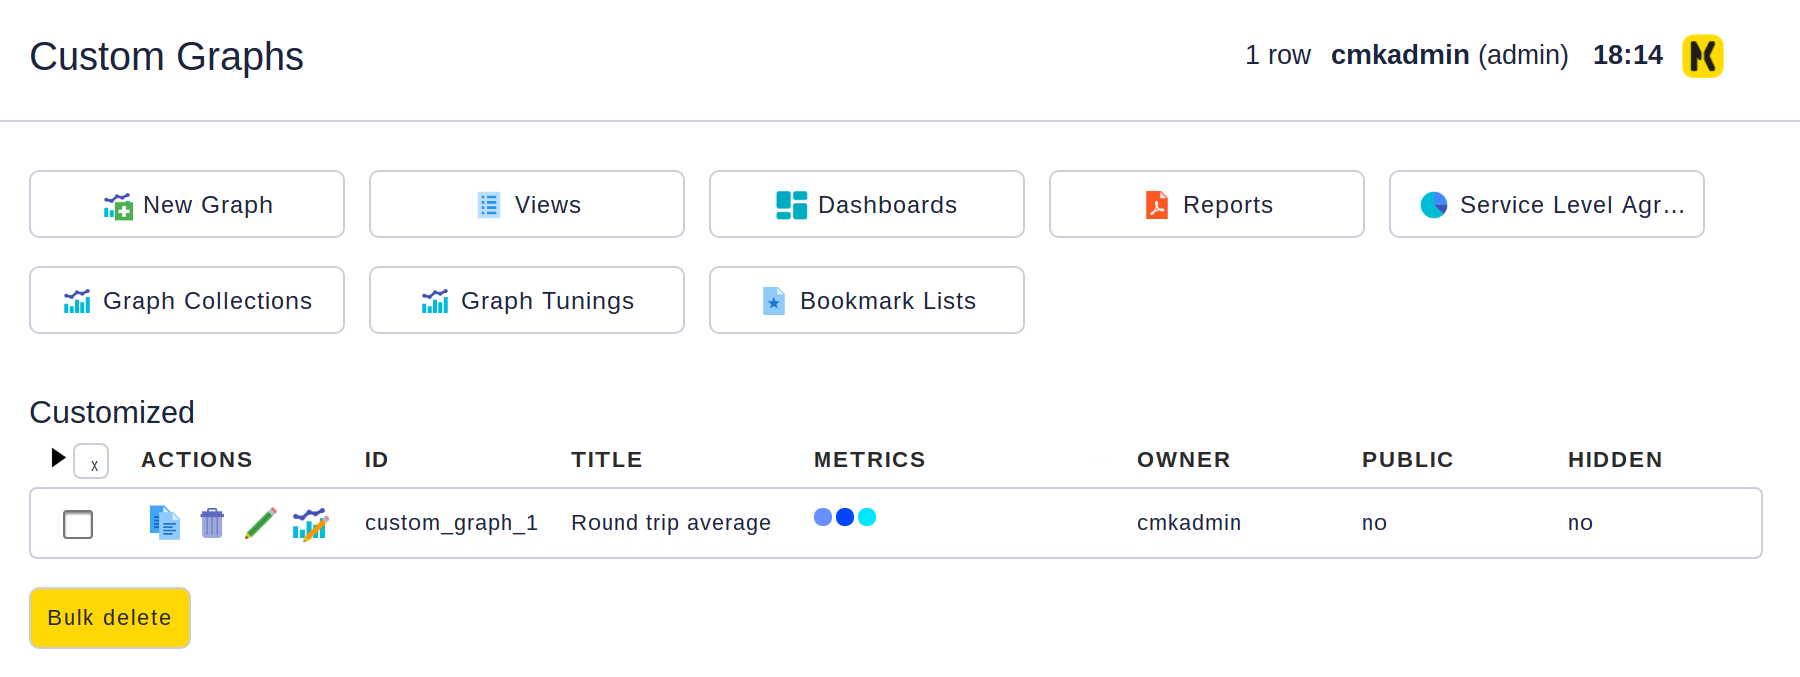 Custom Graphs 1 row cmkadmin (admin) 18:14
New Graph Views Dashboards Reports Service Level Agr...
Graph Collections Graph Tunings Bookmark Lists
Customized
X ACTIONS ID TITLE METRICS OWNER PUBLIC HIDDEN
custom_graph_1 Round trip average cmkadmin no no
Bulk delete